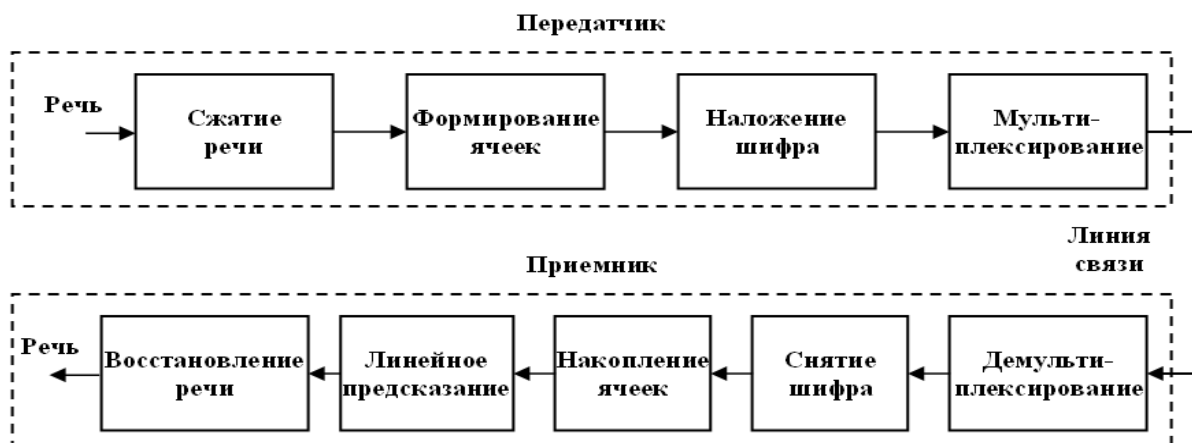 Передатчик
Речь
Сжатие
речи
Формирование
ячеек
Наложение
шифра
Мульти-
плексирование
Линия
связи
Приемник
Речь
Восстановление
речи
Линейное
предсказание
Накопление
ячеек
Снятие
шифра
Демульти-
плексирование